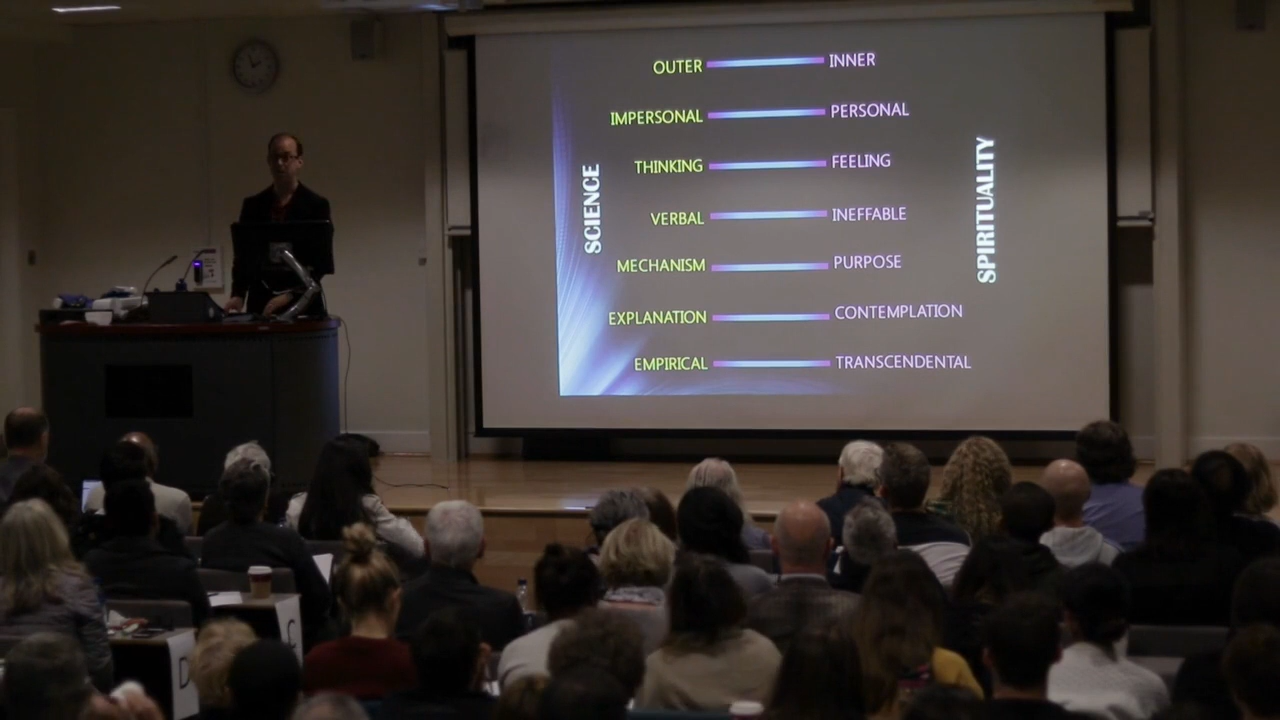 OUTER INNER
IMPERSONAL PERSONAL
THINKING FEELING
SCIENCE
SPIRITUALITY
VERBAL INEFFABLE
MECHANISM PURPOSE
EXPLANATION CONTEMPLATION
EMPIRICAL TRANSCENDENTAL
C
D